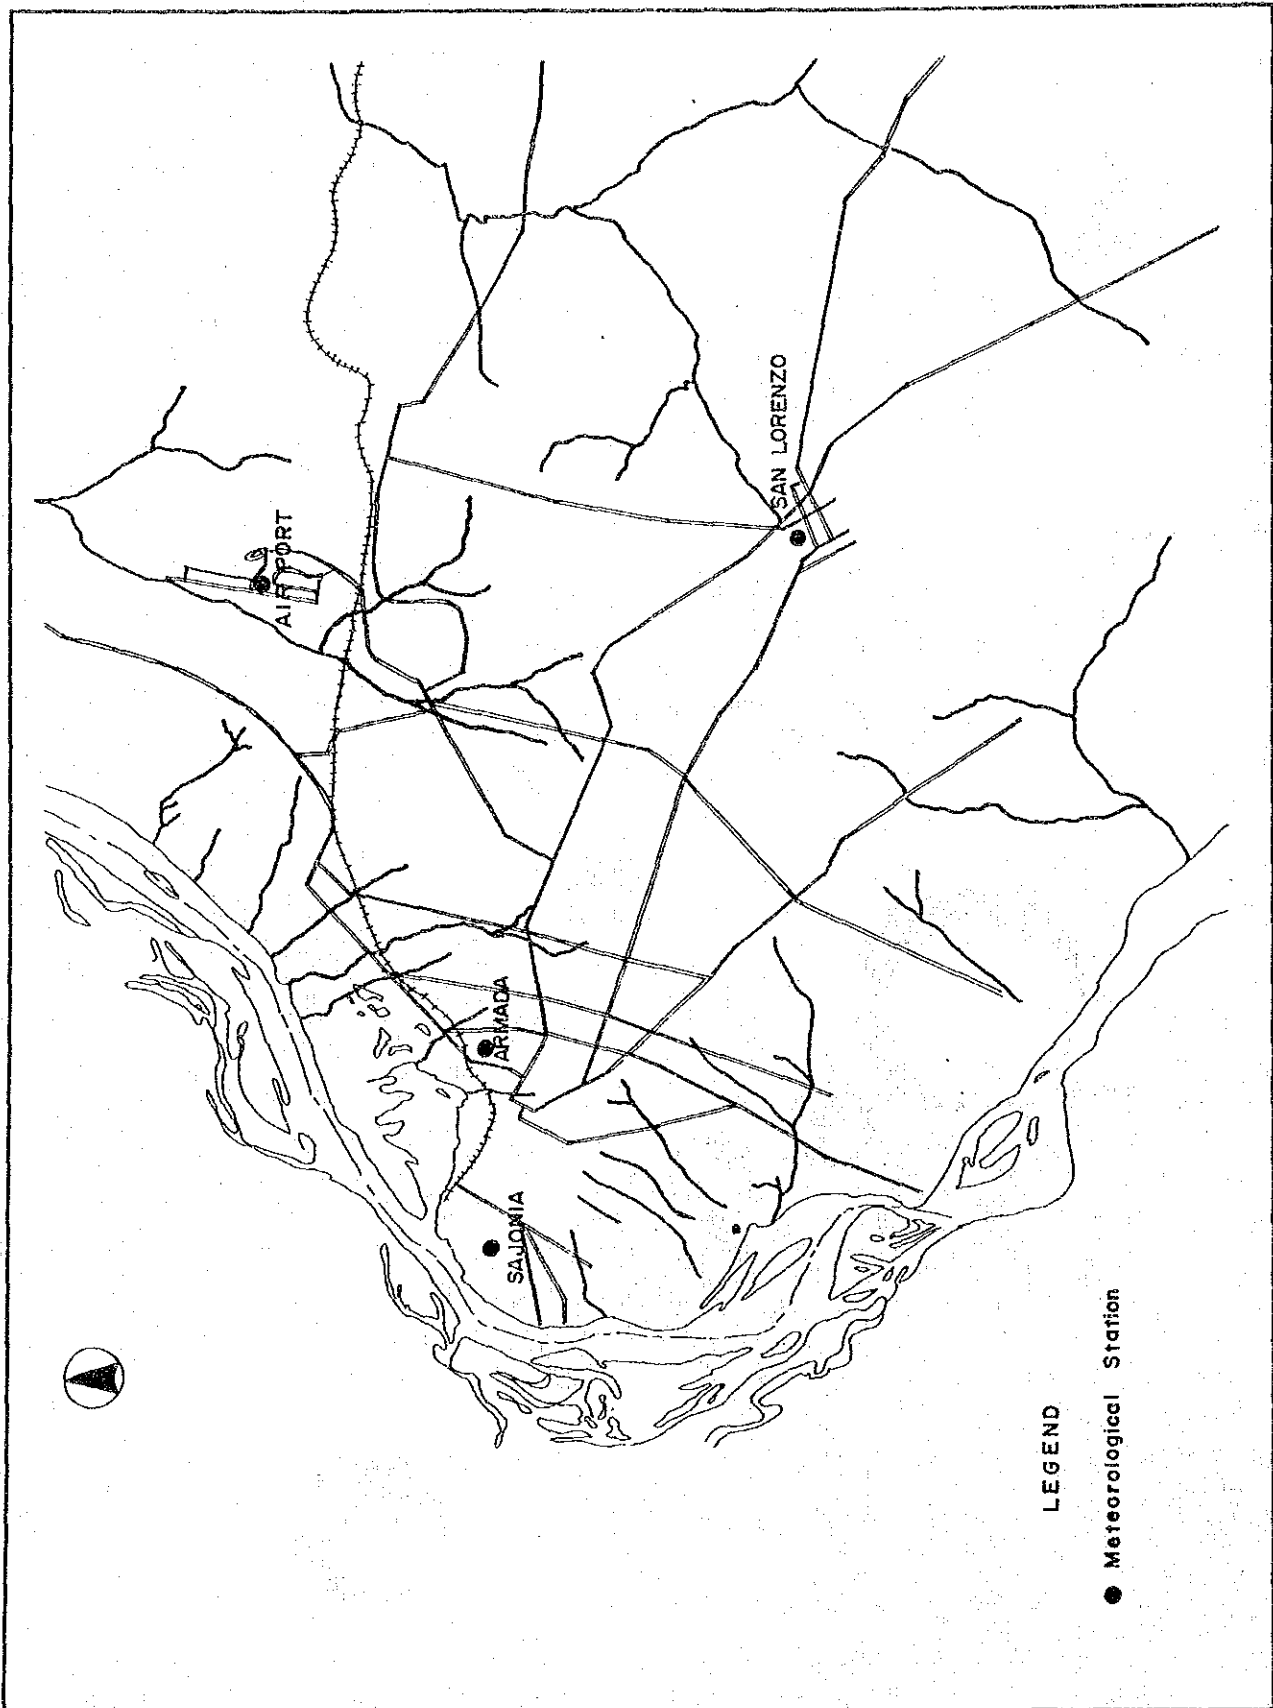 AIRPORT
SAN LORENZO
ARMADA
SAJONIA
LEGEND
Meteorological Station